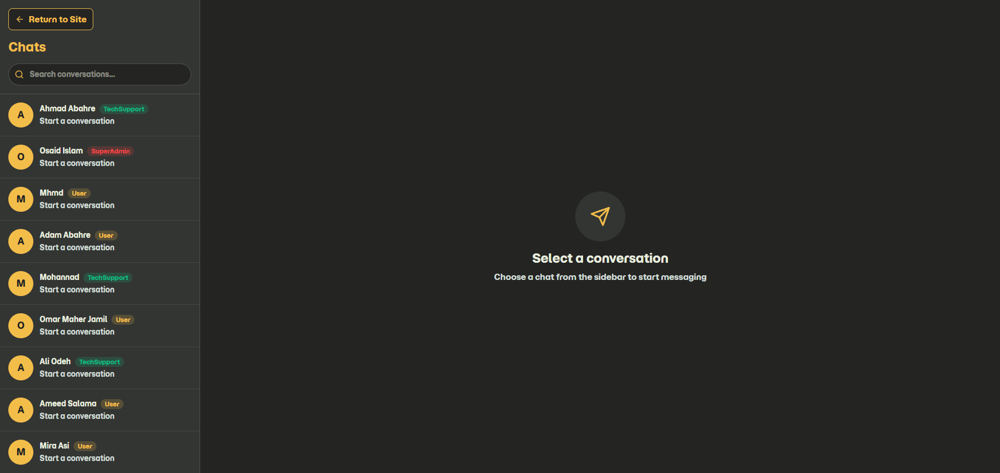 Return to Site
Chats
Search conversations...
A
Ahmad Abahre TechSupport
Start a conversation
O
Osaid Islam SuperAdmin
Start a conversation
M
Mhmd User
Start a conversation
A
Adam Abahre User
Start a conversation
M
Mohannad TechSupport
Start a conversation
O
Omar Maher Jamil User
Start a conversation
A
Ali Odeh TechSupport
Start a conversation
A
Ameed Salama User
Start a conversation
M
Mira Asi User
Start a conversation
Select a conversation
Choose a chat from the sidebar to start messaging